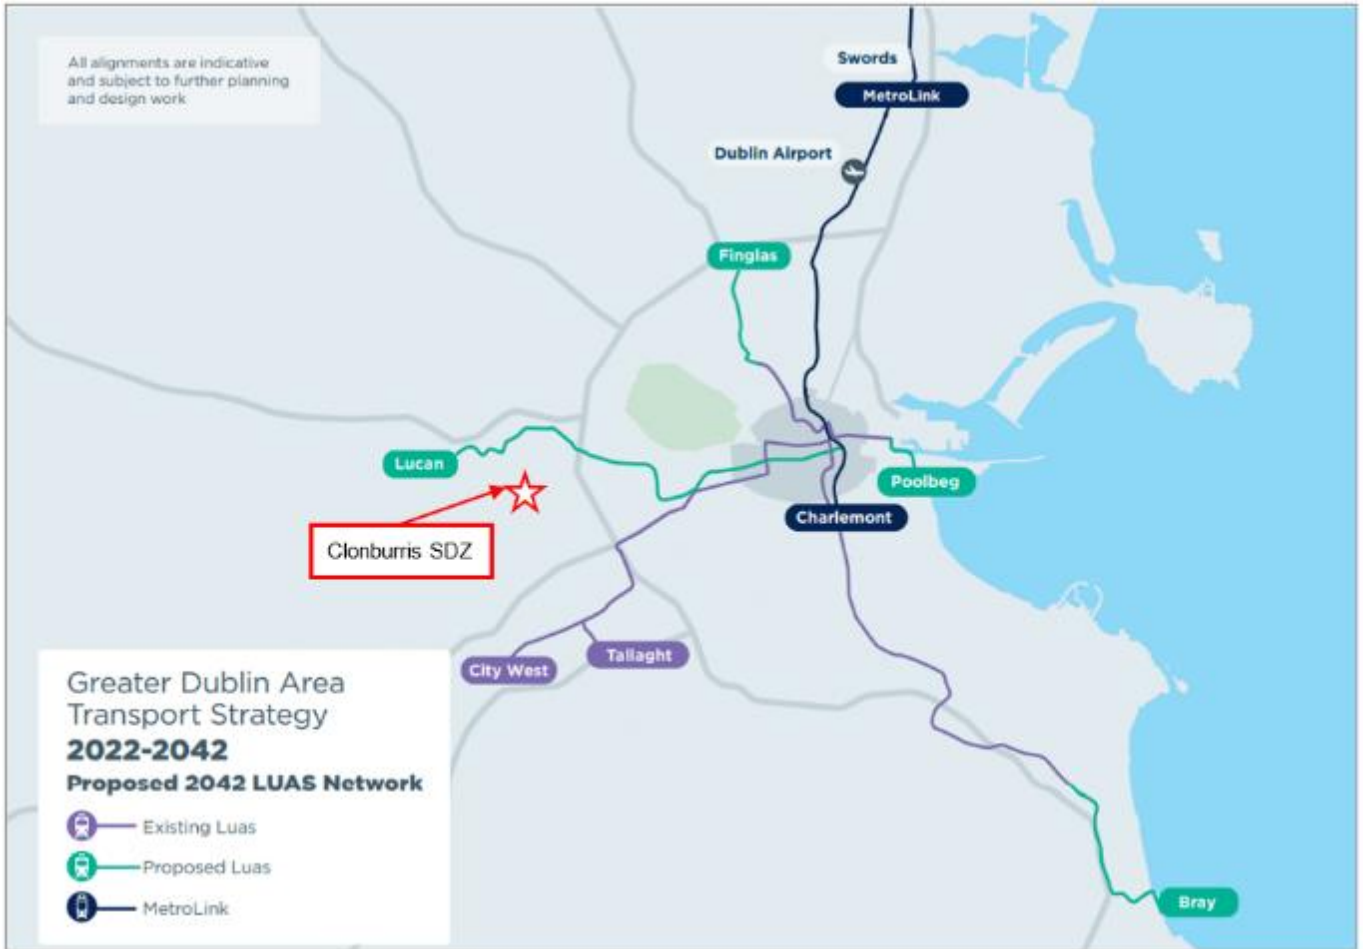 All alignments are indicative
and subject to further planning
and design work
Swords
MetroLink
Dublin Airport
Finglas
Lucan
Poolbeg
Charlemont
Clonburris SDZ
Tallaght
City West
Greater Dublin Area
Transport Strategy
2022-2042
Proposed 2042 LUAS Network
Existing Luas
Proposed Luas
MetroLink
Bray